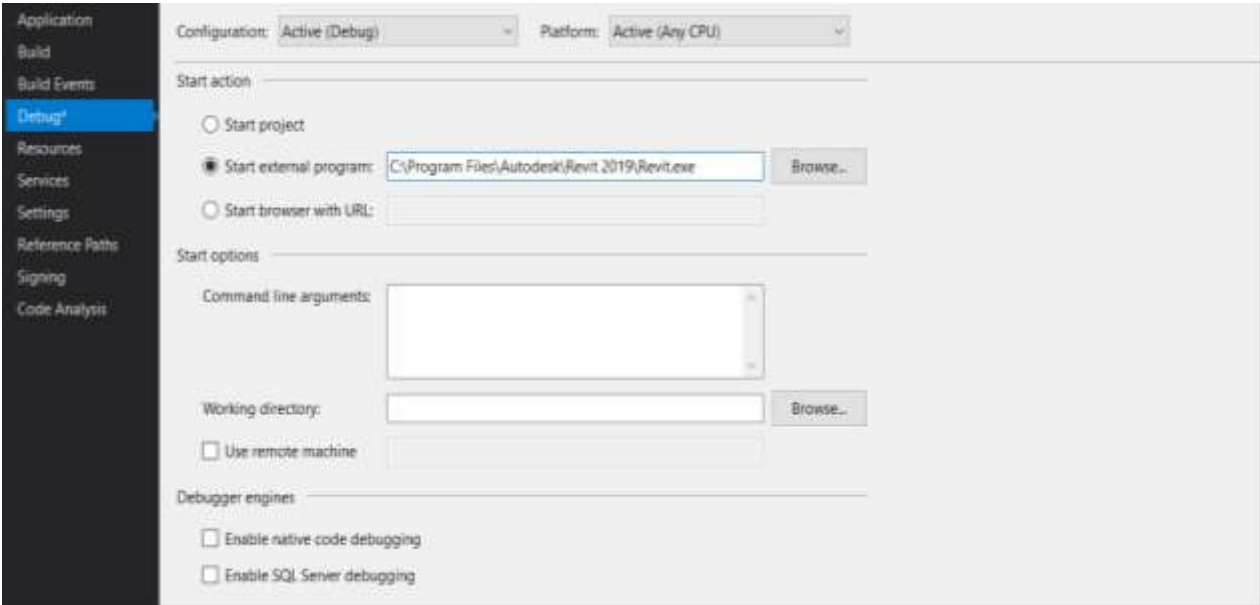 Application
Build
Build Events
Debug*
Resources
Services
Settings
Reference Paths
Signing
Code Analysis
Configuration: Active (Debug) Platform: Active (Any CPU)
Start action
Start project
Start external program: C:\Program Files\Autodesk\Revit 2019\Revit.exe Browse...
Start browser with URL:
Start options
Command line arguments:
Working directory: Browse...
Use remote machine
Debugger engines
Enable native code debugging
Enable SQL Server debugging